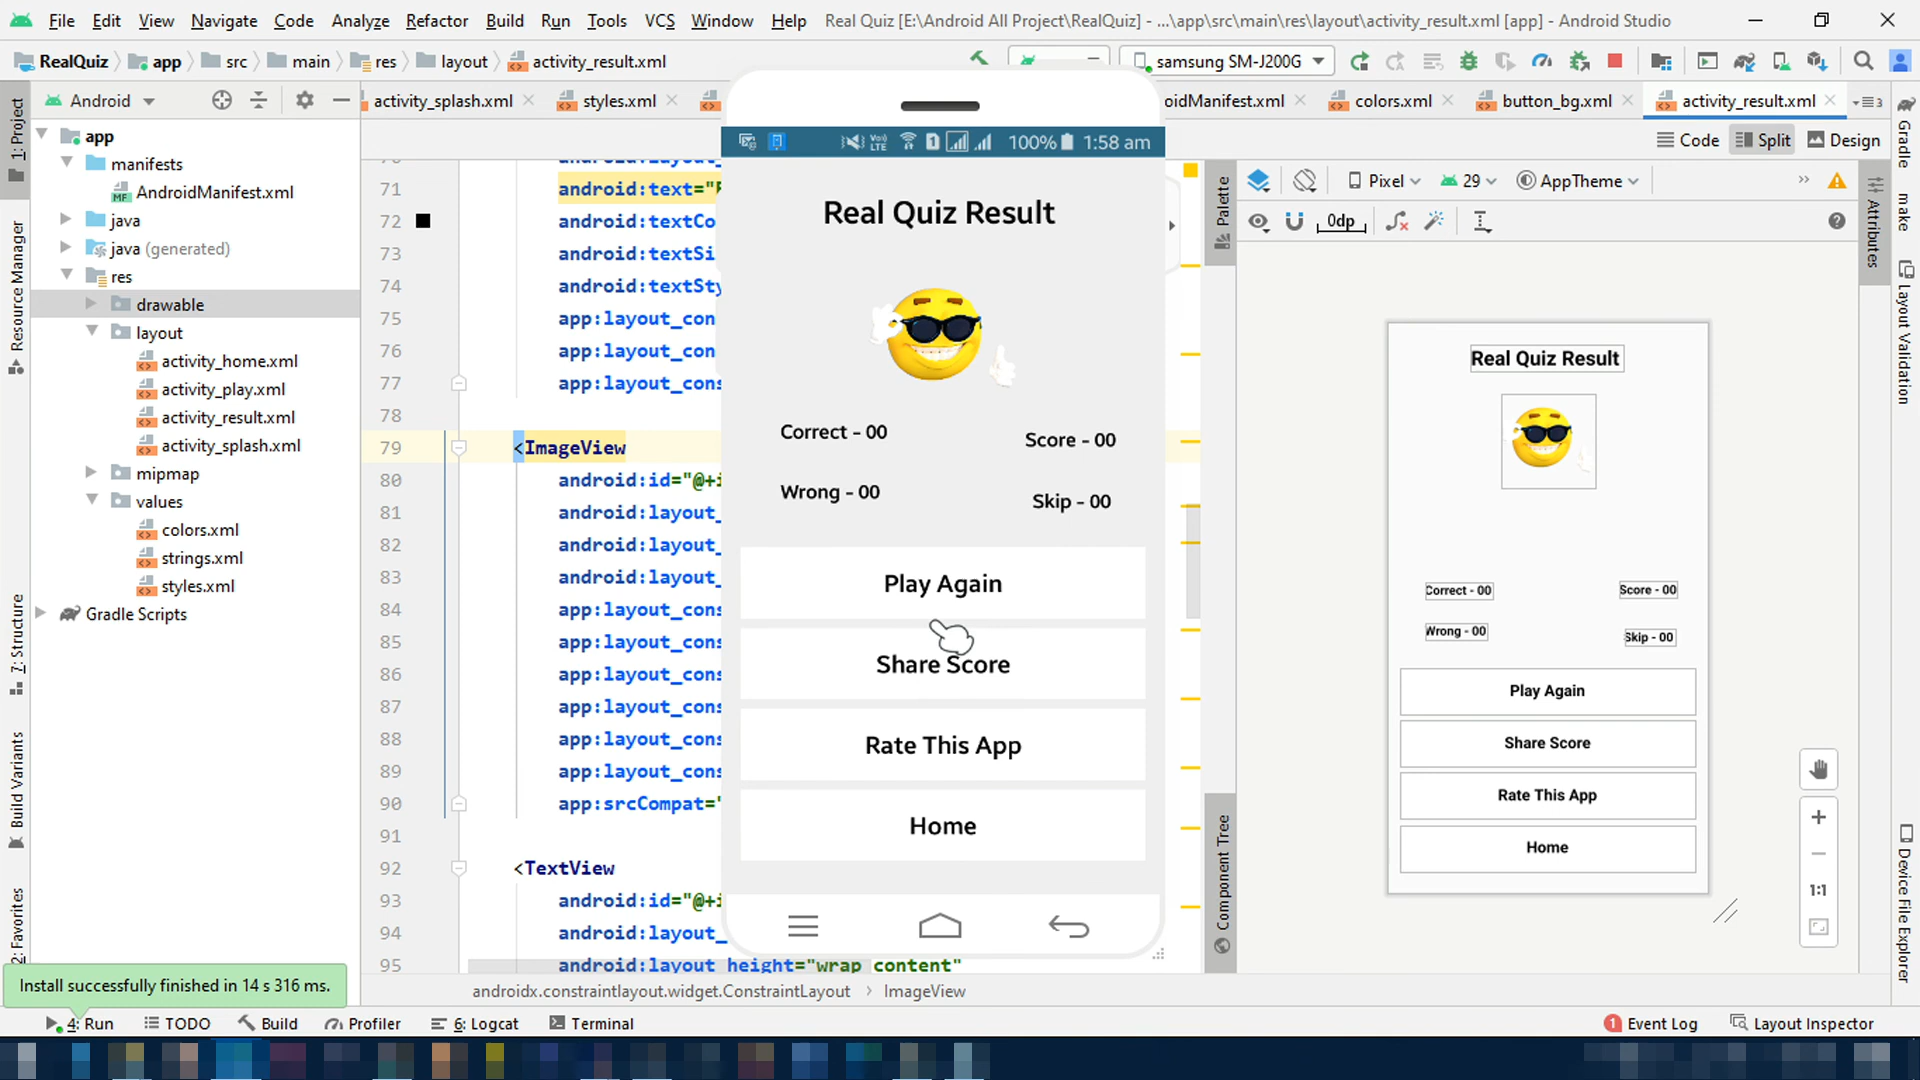 File Edit View Navigate Code Analyze Refactor Build Run Tools VCS Window Help Real Quiz [E:\Android All Project\RealQuiz] - ...\app\src\main\res\layout\activity_result.xml [app] - Android Studio
RealQuiz app src main res layout activity_result.xml samsung SM-J200G
Android activity_splash.xml styles.xml oidManifest.xml colors.xml button_bg.xml activity_result.xml
Code Split Design
1: Project
Resource Manager
7: Structure
Build Variants
2: Favorites
app
manifests
AndroidManifest.xml
java
java (generated)
res
drawable
layout
activity_home.xml
activity_play.xml
activity_result.xml
activity_splash.xml
mipmap
values
colors.xml
strings.xml
styles.xml
Gradle Scripts
Install successfully finished in 14 s 316 ms.
71 android:text="R
72 android:textCo
73 android:textSi
74 android:textSty
75 app:layout_con
76 app:layout_con
77 app:layout_cons
78
79 <ImageView
80 android:id="@+i
81 android:layout_
82 android:layout_
83 android:layout_
84 app:layout_cons
85 app:layout_cons
86 app:layout_cons
87 app:layout_cons
88 app:layout_cons
89 app:layout_cons
90 app:srcCompat="
91
92 <TextView
93 android:id="@+i
94 android:layout_
95 android:layout_height="wrap_content"
androidx.constraintlayout.widget.ConstraintLayout > ImageView
VoLTE 1 100% 1:58 am
Real Quiz Result
Correct - 00 Score - 00
Wrong - 00 Skip - 00
Play Again
Share Score
Rate This App
Home
Palette
Component Tree
Pixel 29 AppTheme
0dp
Real Quiz Result
Correct - 00 Score - 00
Wrong - 00 Skip - 00
Play Again
Share Score
Rate This App
Home
1:1
Attributes
Gradle
make
Layout Validation
Device File Explorer
4: Run TODO Build Profiler 6: Logcat Terminal 1 Event Log Layout Inspector